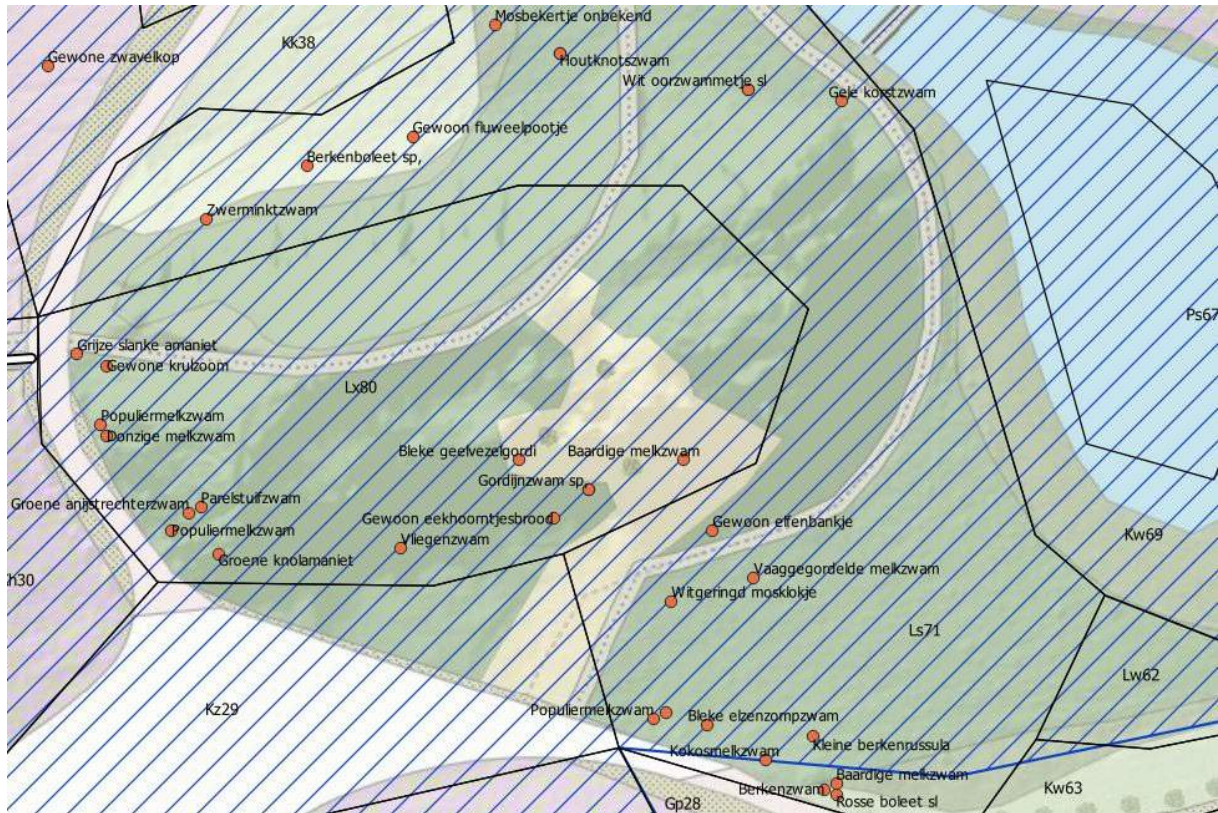 Mosbekertje onbekend
Kk38
Gewone zwavelkop
Houtknotszwam
Wit oorzwammetje sl
Gele korstzwam
Gewoon fluweelpootje
Berkenboleet sp,
Zwerminktzwam
Ps67
Grijze slanke amaniet
Gewone krulzoom
Lx80
Populiermelkzwam
Donzige melkzwam
Bleke geelvezelgordi
Baardige melkzwam
Gordijnzwam sp,
Parelstuifzwam
Groene anijstrechterzwam
Gewoon eekhoorntjesbrood
Populiermelkzwam
Gewoon elfenbankje
Kw69
Vliegenzwam
Groene knolamaniet
Vaaggegordelde melkzwam
h30
Witgeringd mosklokje
Ls71
Lw62
Kz29
Populiermelkzwam
Bleke elzenzompzwam
Kleine berkenrussula
Kokosmelkzwam
Baardige melkzwam
Berkenzwam
Kw63
Rosse boleet sl
Gp28